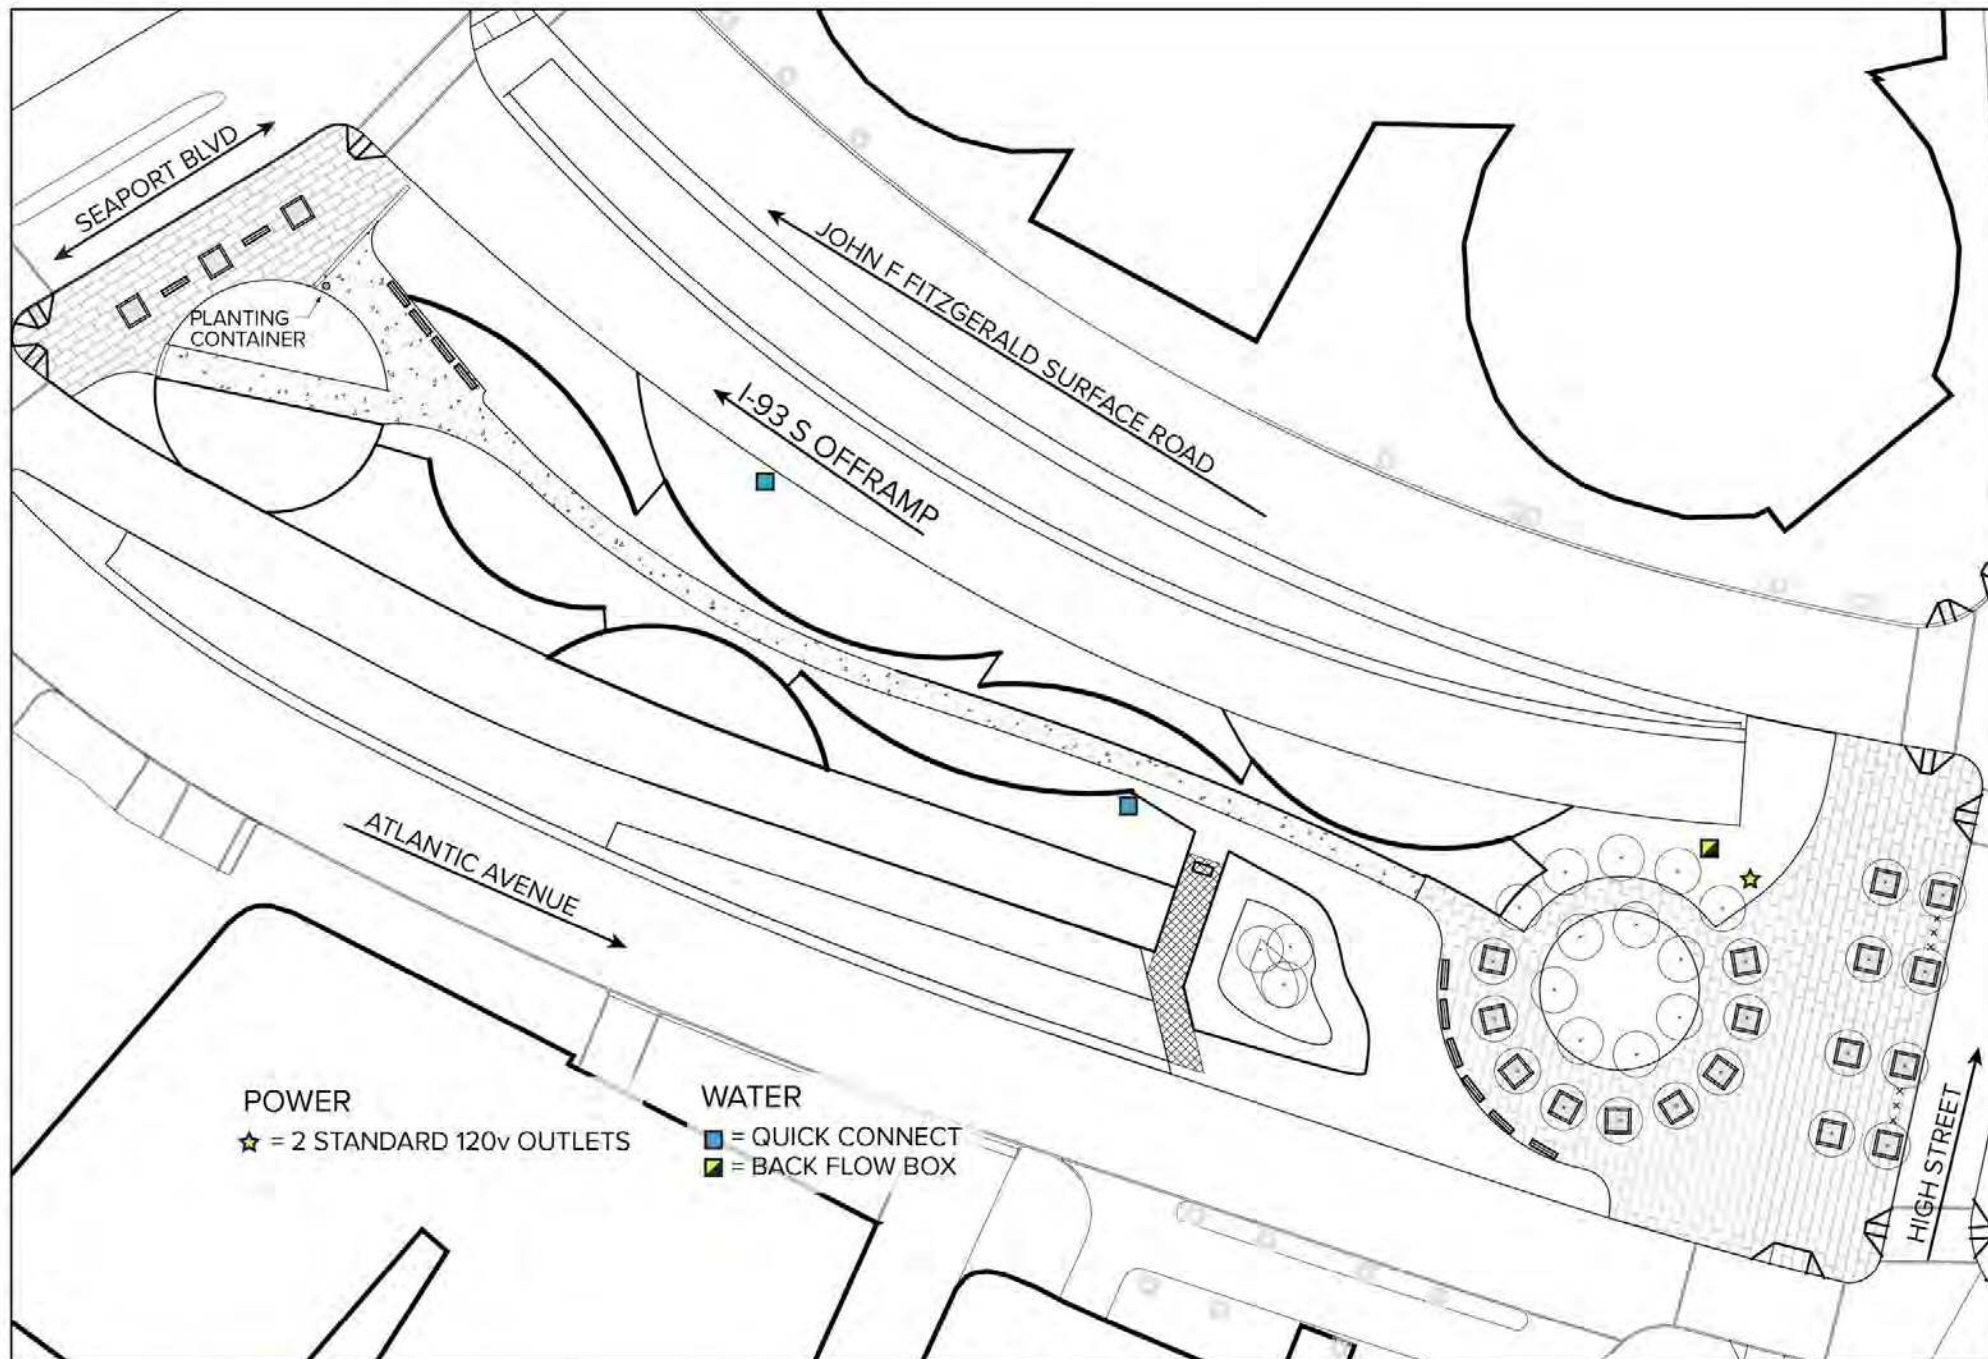 SEAPORT BLVD
PLANTING
CONTAINER
JOHN F FITZGERALD SURFACE ROAD
I-93 S OFFRAMP
ATLANTIC AVENUE
HIGH STREET
POWER
= 2 STANDARD 120v OUTLETS
WATER
= QUICK CONNECT
= BACK FLOW BOX